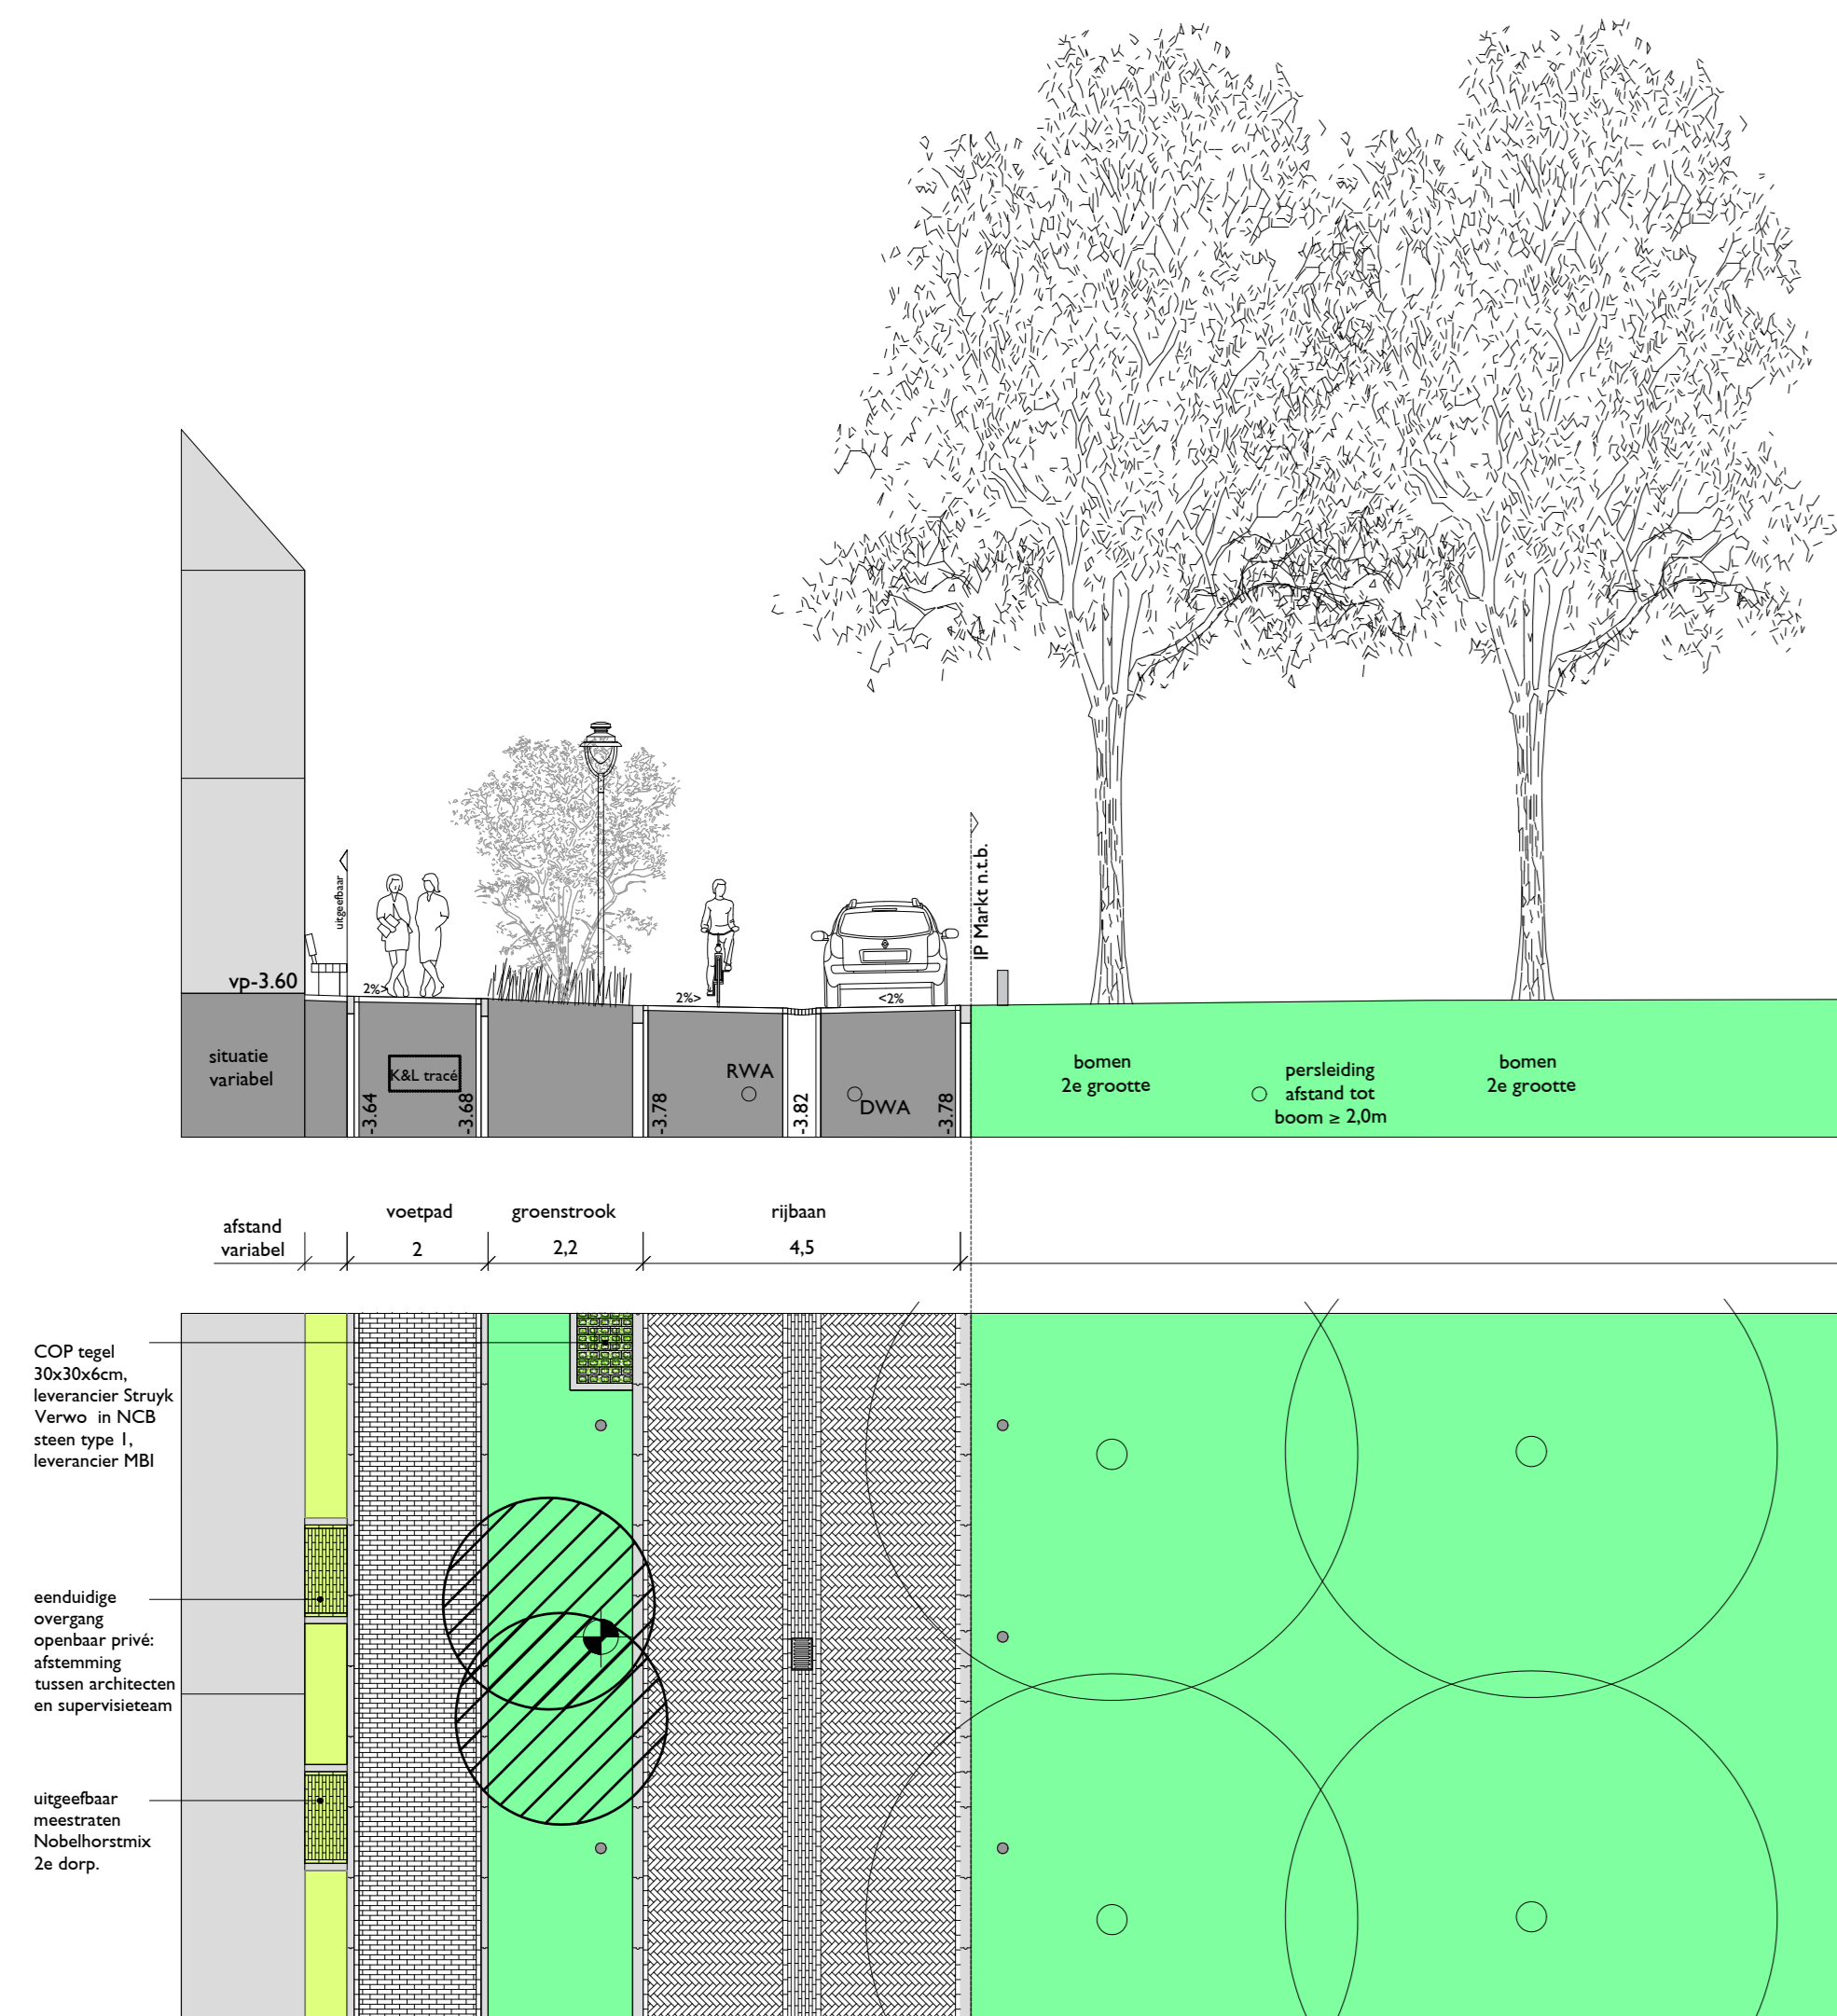 IP Markt n.t.b.
uitgeefbaar
vp-3.60
2%>
2%>
<2%
situatie
variabel
K&L tracé
-3.64
-3.68
-3.78
RWA
-3.82
DWA
-3.78
bomen
2e grootte
persleiding
afstand tot
boom ≥ 2,0m
bomen
2e grootte
afstand
variabel
voetpad
2
groenstrook
2,2
rijbaan
4,5
COP tegel
30x30x6cm,
leverancier Struyk
Verwo in NCB
steen type 1,
leverancier MBI
eenduidige
overgang
openbaar privé:
afstemming
tussen architecten
en supervisieteam
uitgeefbaar
meestraten
Nobelhorstmix
2e dorp.